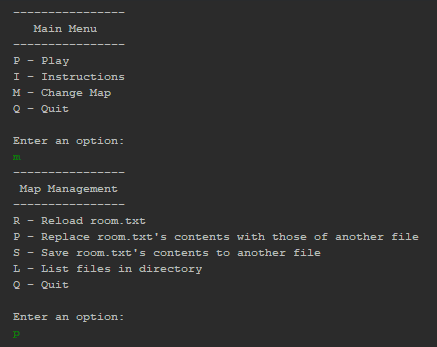 ----------------
Main Menu
----------------
P - Play
I - Instructions
M - Change Map
Q - Quit
Enter an option:
m
----------------
Map Management
----------------
R - Reload room.txt
P - Replace room.txt's contents with those of another file
S - Save room.txt's contents to another file
L - List files in directory
Q - Quit
Enter an option:
p